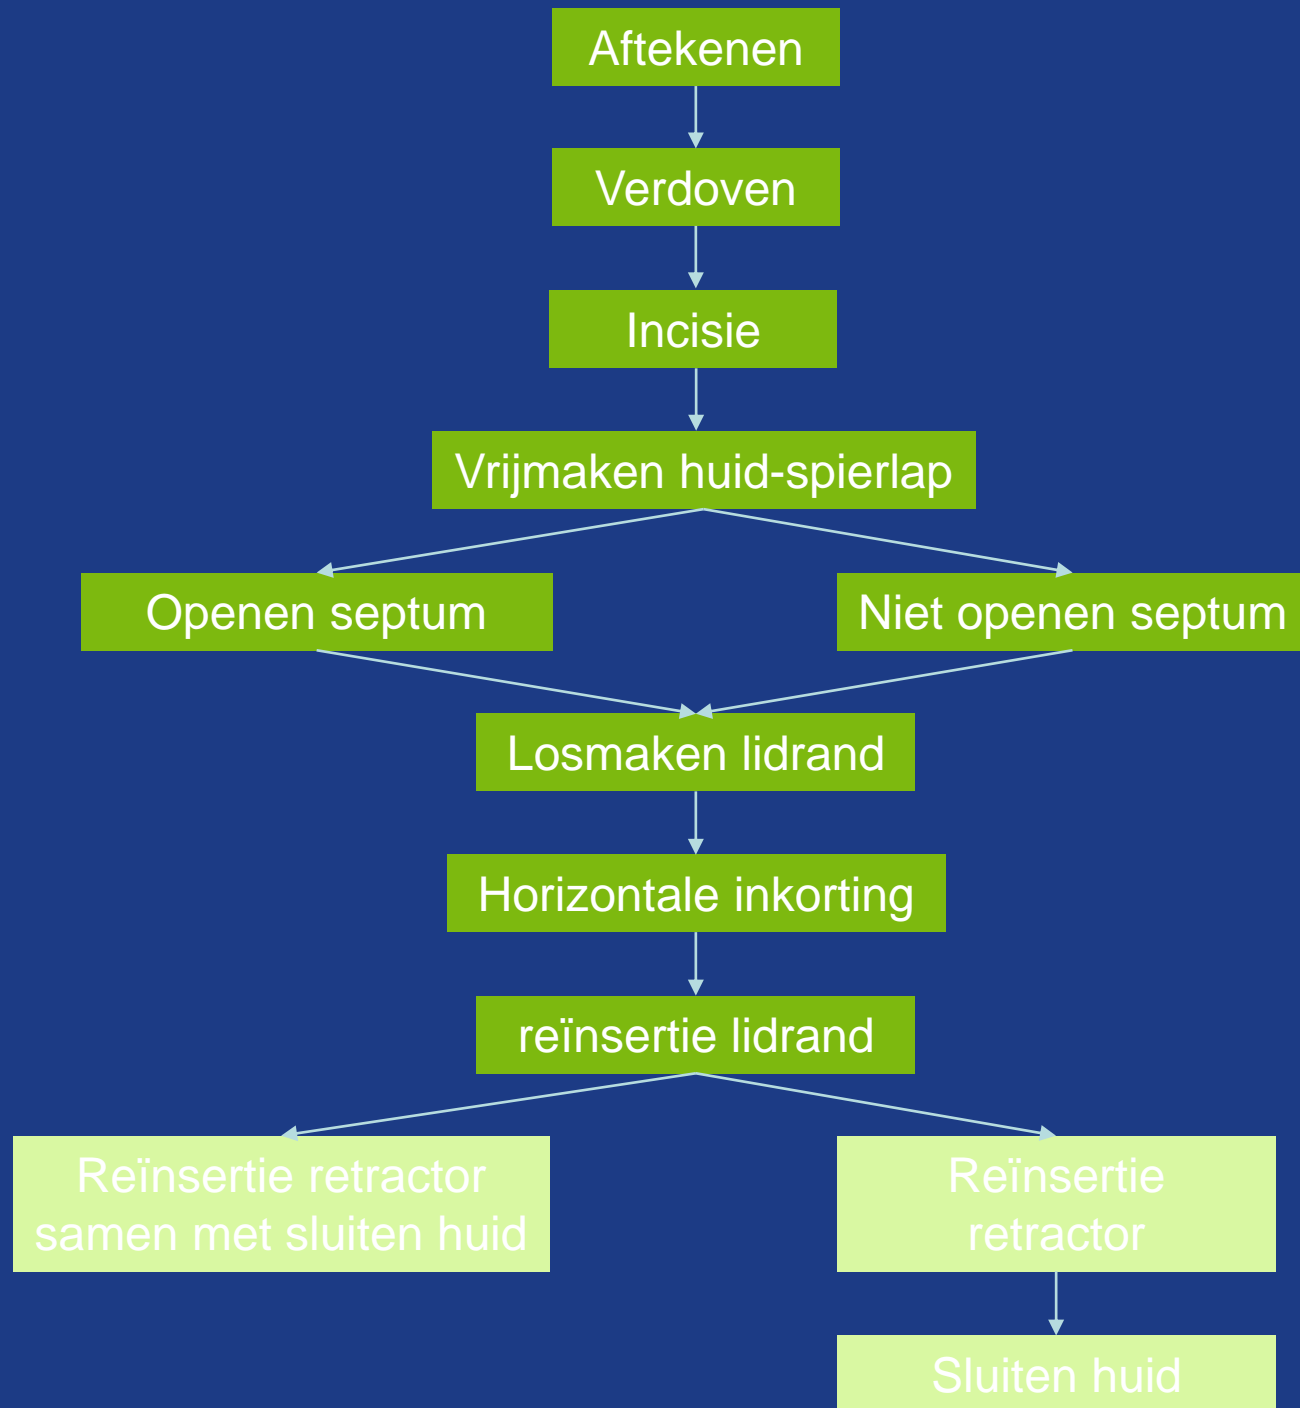 Aftekenen
Verdoven
Incisie
Vrijmaken huid-spierlap
Openen septum
Niet openen septum
Losmaken lidrand
Horizontale inkorting
reïnsertie lidrand
Reïnsertie retractor
samen met sluiten huid
Reïnsertie
retractor
Sluiten huid